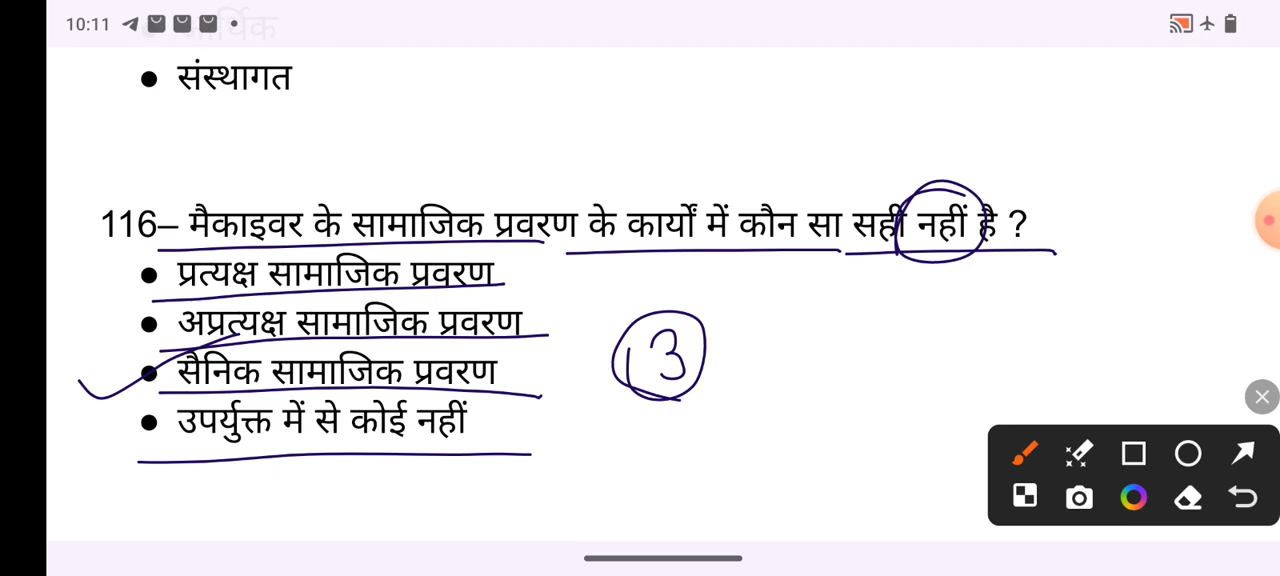 10:11
आर्थिक
● संस्थागत
116– मैकाइवर के सामाजिक प्रवरण के कार्यों में कौन सा सही नहीं है ?
● प्रत्यक्ष सामाजिक प्रवरण
● अप्रत्यक्ष सामाजिक प्रवरण
3
● सैनिक सामाजिक प्रवरण
● उपर्युक्त में से कोई नहीं